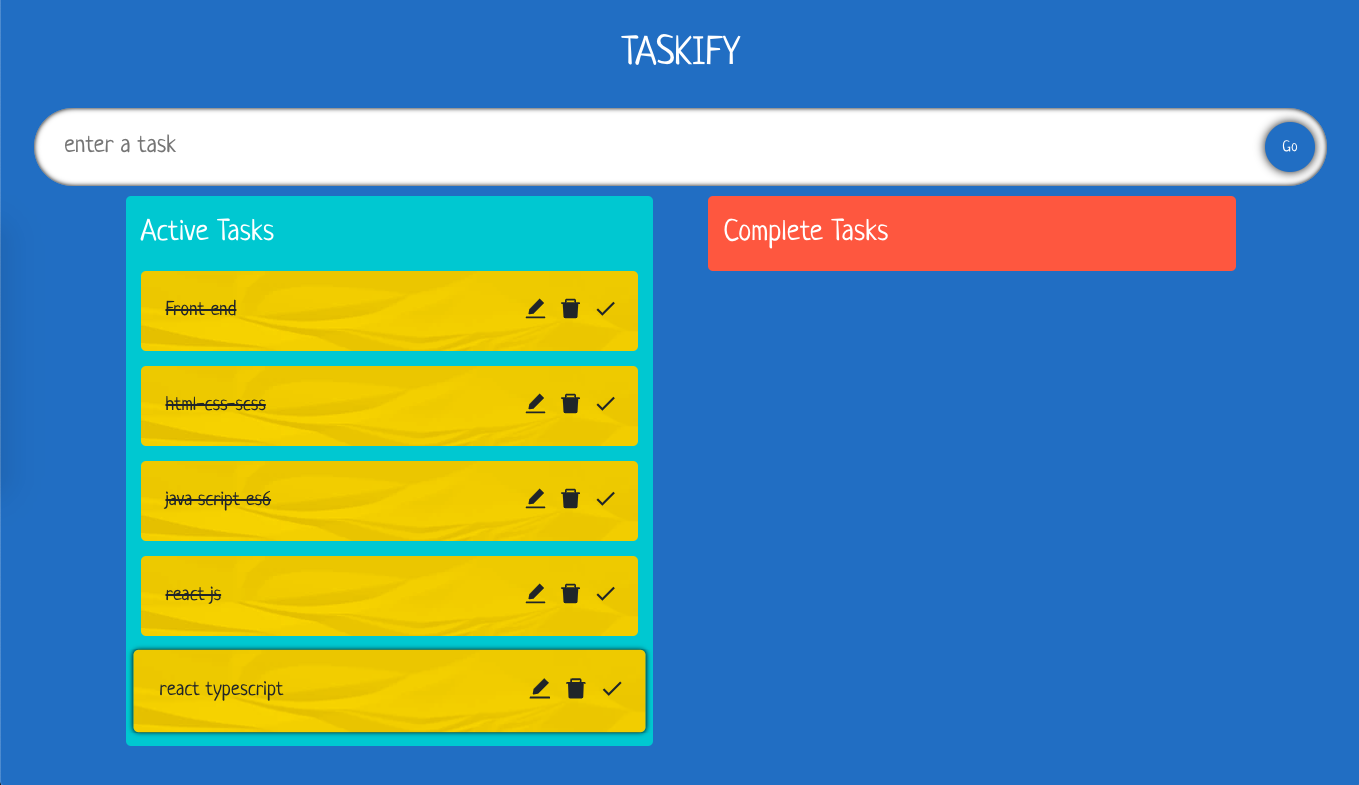 TASKIFY
enter a task
Go
Active Tasks
Complete Tasks
Front end
html-css-scss
java script es6
react js
react typescript